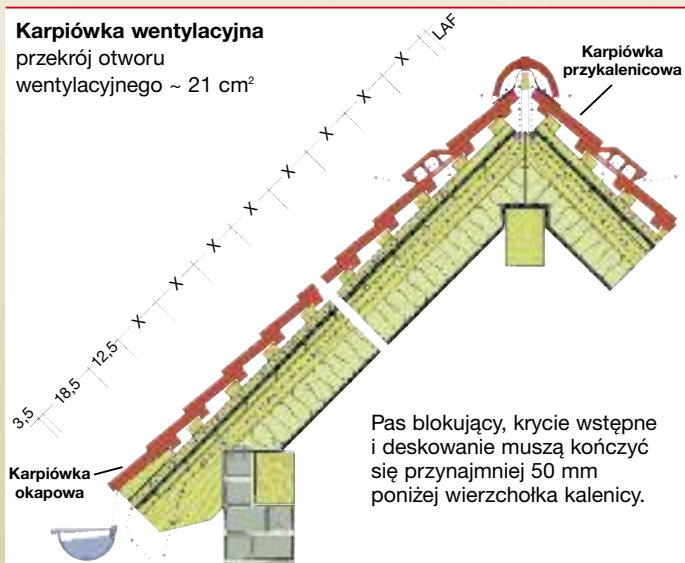 Karpiówka wentylacyjna
przekrój otworu
wentylacyjnego ~ 21 cm²
LAF
X
X
X
X
X
X
X
X
12,5
18,5
3,5
Karpiówka
przykalenicowa
Karpiówka
okapowa
Pas blokujący, krycie wstępne
i deskowanie muszą kończyć
się przynajmniej 50 mm
poniżej wierzchołka kalenicy.